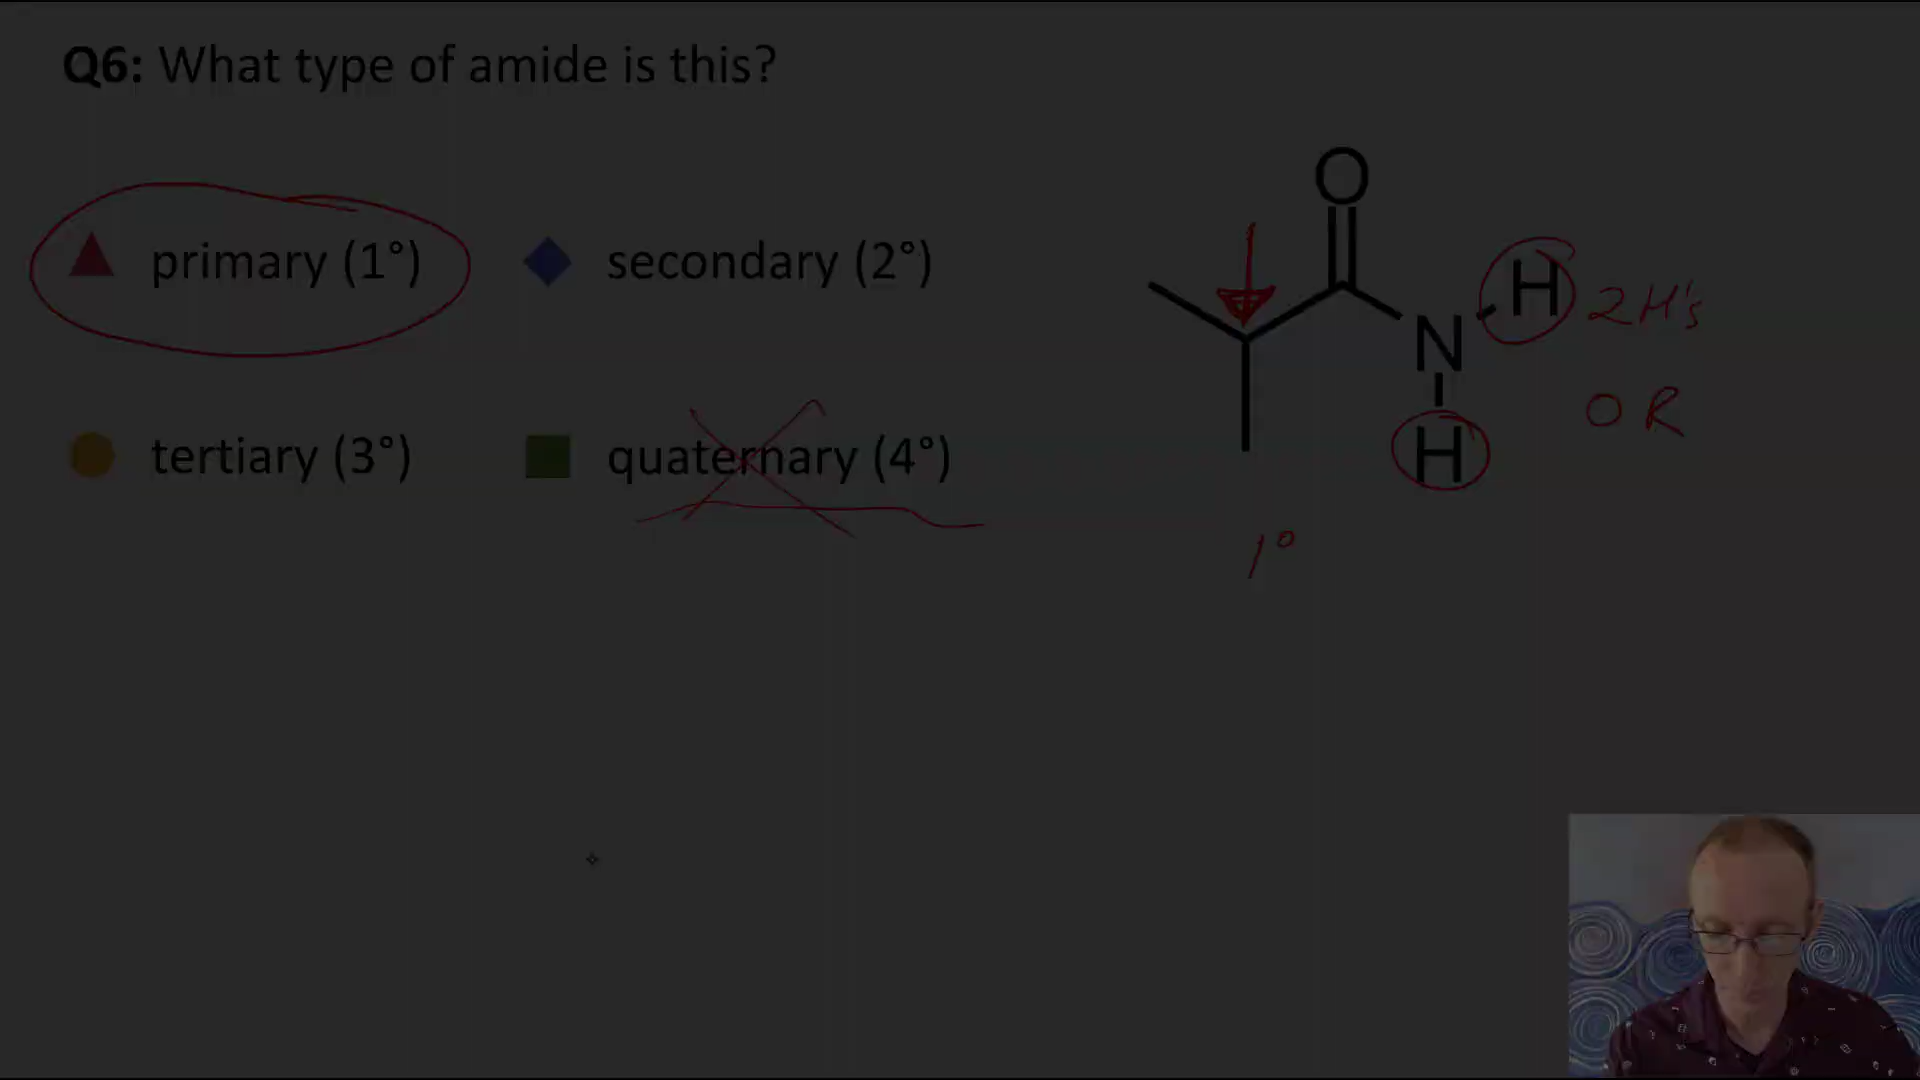 Q6: What type of amide is this?
primary (1°) secondary (2°)
tertiary (3°) quaternary (4°)
O
H
N
H
2H's
OR
1°